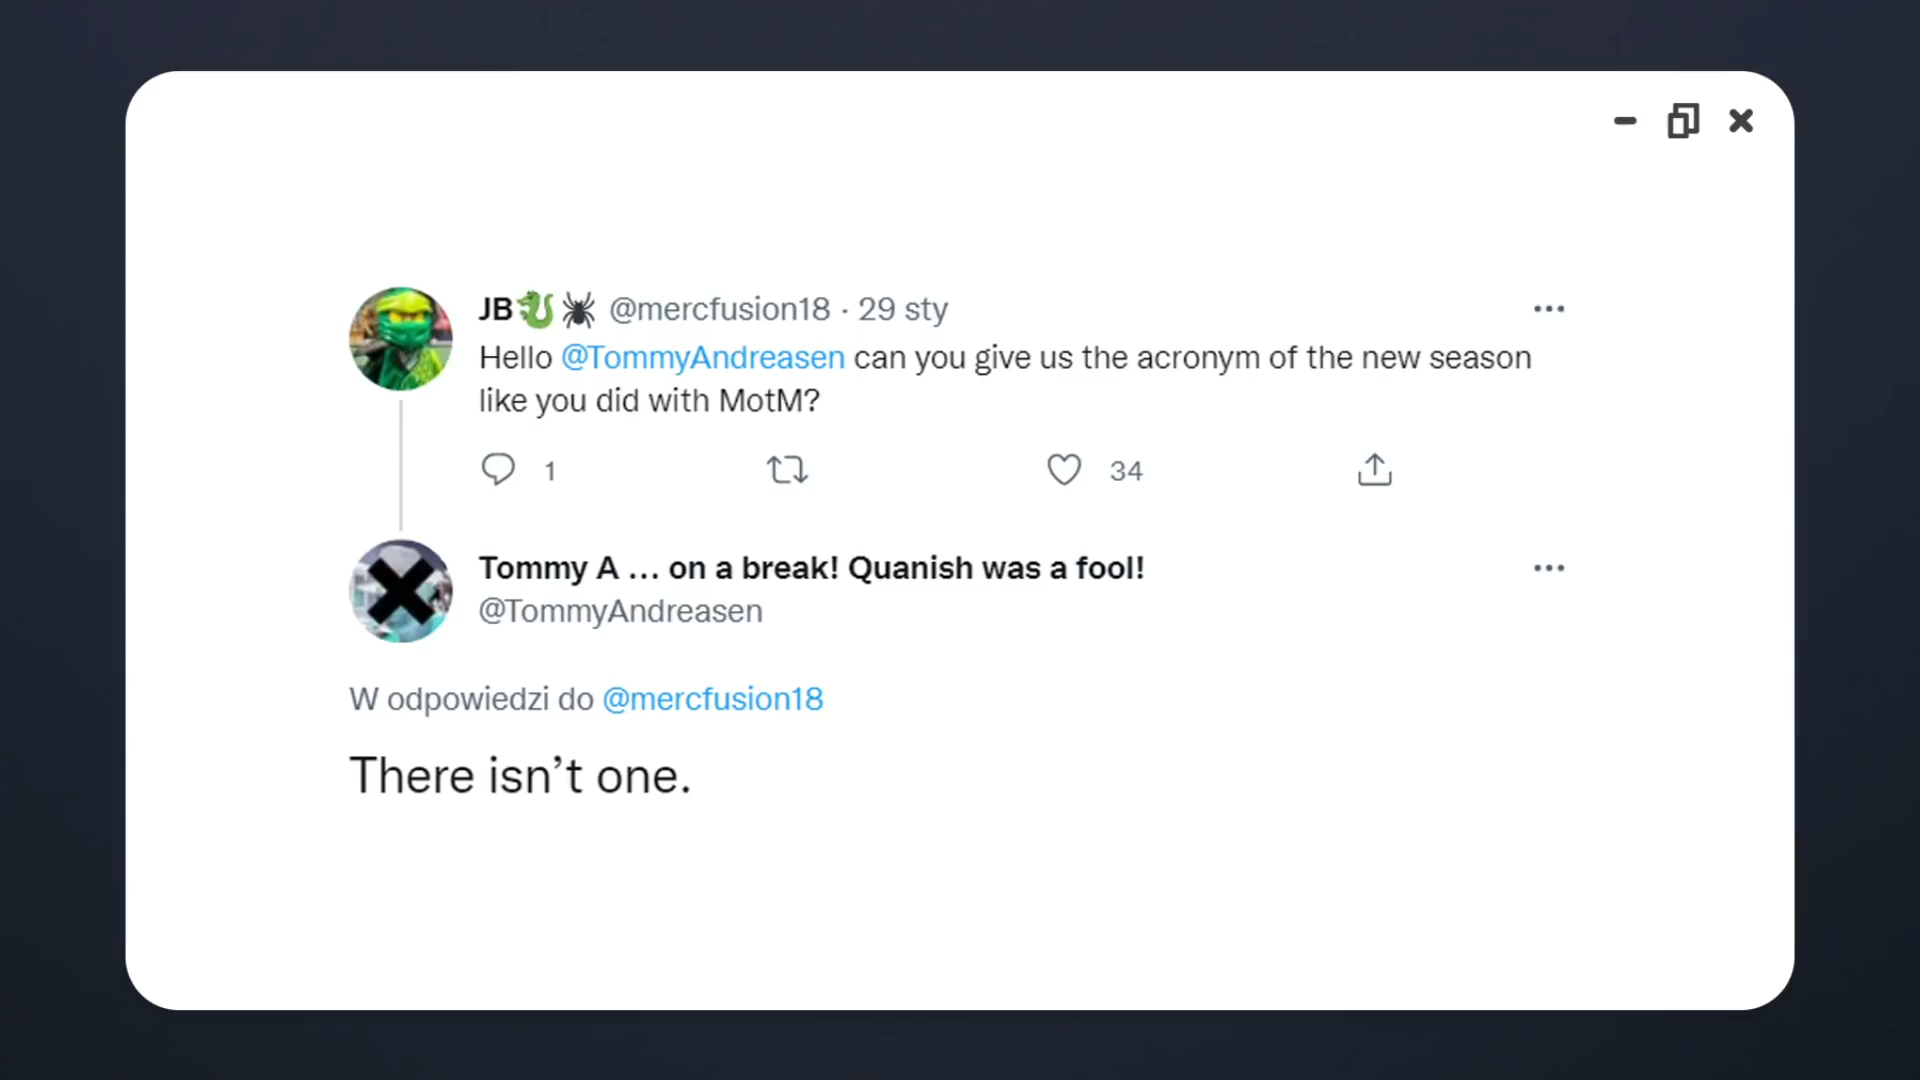 JB🐉🕷 @mercfusion18 · 29 sty
Hello @TommyAndreasen can you give us the acronym of the new season
like you did with MotM?
1 34
Tommy A ... on a break! Quanish was a fool!
@TommyAndreasen
W odpowiedzi do @mercfusion18
There isn’t one.